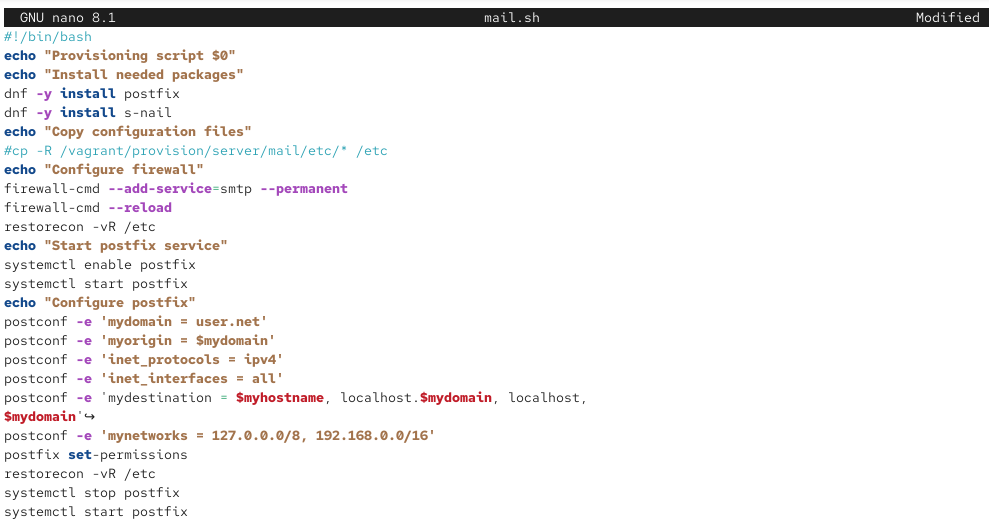 GNU nano 8.1 mail.sh Modified
#!/bin/bash
echo "Provisioning script $0"
echo "Install needed packages"
dnf -y install postfix
dnf -y install s-nail
echo "Copy configuration files"
#cp -R /vagrant/provision/server/mail/etc/* /etc
echo "Configure firewall"
firewall-cmd --add-service=smtp --permanent
firewall-cmd --reload
restorecon -vR /etc
echo "Start postfix service"
systemctl enable postfix
systemctl start postfix
echo "Configure postfix"
postconf -e 'mydomain = user.net'
postconf -e 'myorigin = $mydomain'
postconf -e 'inet_protocols = ipv4'
postconf -e 'inet_interfaces = all'
postconf -e 'mydestination = $myhostname, localhost.$mydomain, localhost,
$mydomain'↪
postconf -e 'mynetworks = 127.0.0.0/8, 192.168.0.0/16'
postfix set-permissions
restorecon -vR /etc
systemctl stop postfix
systemctl start postfix